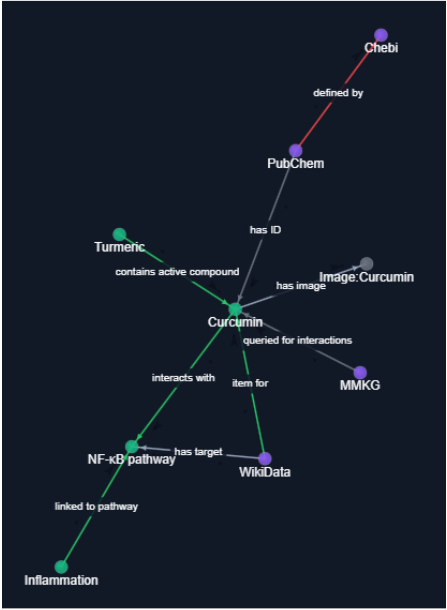 Chebi
defined by
PubChem
has ID
Turmeric
contains active compound
Image:Curcumin
has image
Curcumin
queried for interactions
interacts with
item for
MMKG
NF-κB pathway
has target
WikiData
linked to pathway
Inflammation